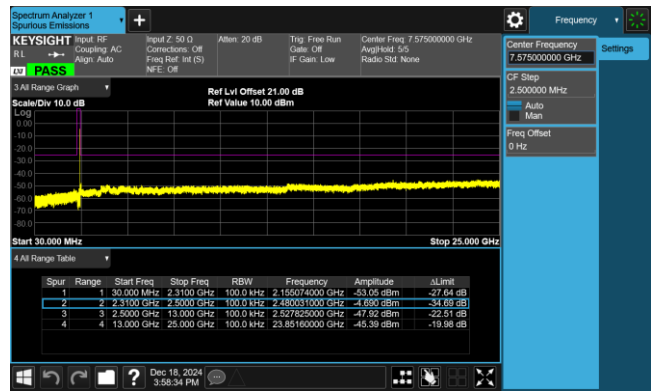 Spectrum Analyzer 1
Spurious Emissions
Frequency
KEYSIGHT
RL
PASS
Input: RF
Coupling: AC
Align: Auto
Input Z: 50 Ω
Corrections: Off
Freq Ref: Int (S)
NFE: Off
Atten: 20 dB
Trig: Free Run
Gate: Off
IF Gain: Low
Center Freq: 7.575000000 GHz
Avg|Hold: 5/5
Radio Std: None
Center Frequency
7.575000000 GHz
Settings
CF Step
2.500000 MHz
Auto
Man
Freq Offset
0 Hz
3 All Range Graph
Scale/Div 10.0 dB
Ref Lvl Offset 21.00 dB
Ref Value 10.00 dBm
Log
0.00
-10.0
-20.0
-30.0
-40.0
-50.0
-60.0
-70.0
-80.0
Start 30.000 MHz
Stop 25.000 GHz
4 All Range Table
Spur Range Start Freq Stop Freq RBW Frequency Amplitude ΔLimit
1 1 30.000 MHz 2.3100 GHz 100.0 kHz 2.155074000 GHz -53.05 dBm -27.64 dB
2 2 2.3100 GHz 2.5000 GHz 100.0 kHz 2.480031000 GHz -4.690 dBm -34.69 dB
3 3 2.5000 GHz 13.000 GHz 100.0 kHz 2.527825000 GHz -47.92 dBm -22.51 dB
4 4 13.000 GHz 25.000 GHz 100.0 kHz 23.85160000 GHz -45.39 dBm -19.98 dB
?
Dec 18, 2024
3:58:34 PM